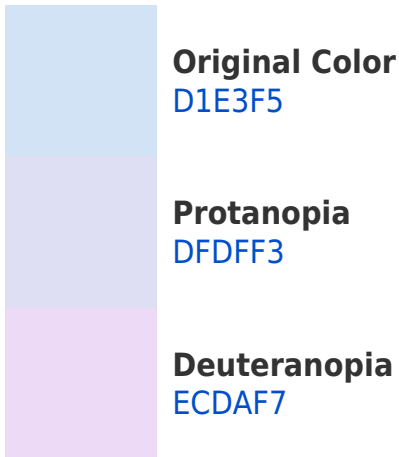 Original Color
D1E3F5
Protanopia
DFDFF3
Deuteranopia
ECDAF7